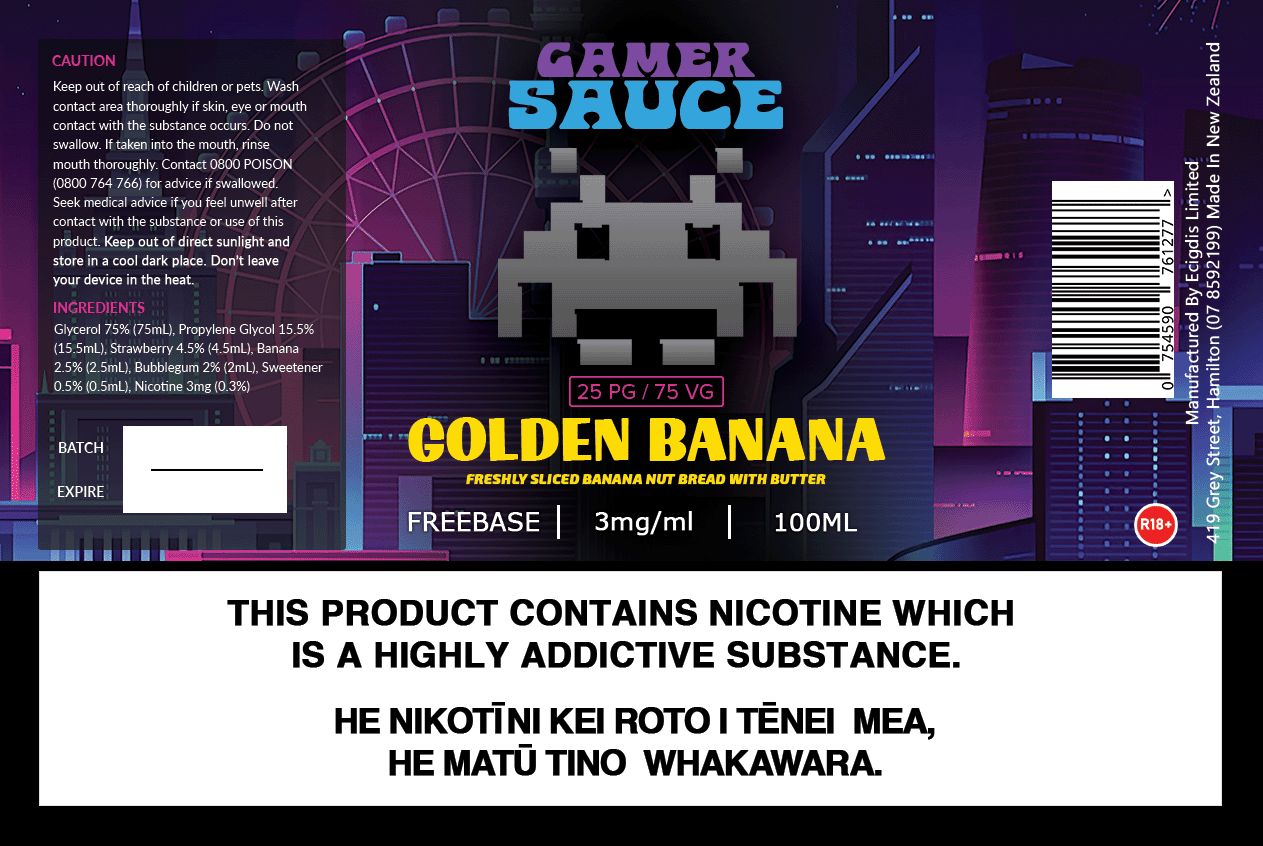 CAUTION
Keep out of reach of children or pets. Wash
contact area thoroughly if skin, eye or mouth
contact with the substance occurs. Do not
swallow. If taken into the mouth, rinse
mouth thoroughly. Contact 0800 POISON
(0800 764 766) for advice if swallowed.
Seek medical advice if you feel unwell after
contact with the substance or use of this
product. Keep out of direct sunlight and
store in a cool dark place. Don't leave
your device in the heat.
INGREDIENTS
Glycerol 75% (75mL), Propylene Glycol 15.5%
(15.5mL), Strawberry 4.5% (4.5mL), Banana
2.5% (2.5mL), Bubblegum 2% (2mL), Sweetener
0.5% (0.5mL), Nicotine 3mg (0.3%)
BATCH
EXPIRE
GAMER
SAUCE
25 PG / 75 VG
GOLDEN BANANA
FRESHLY SLICED BANANA NUT BREAD WITH BUTTER
FREEBASE | 3mg/ml | 100ML
0 754590 761277 >
Manufactured By Ecigdis Limited
419 Grey Street, Hamilton (07 8592199) Made In New Zealand
R18+
THIS PRODUCT CONTAINS NICOTINE WHICH
IS A HIGHLY ADDICTIVE SUBSTANCE.
HE NIKOTĪNI KEI ROTO I TĒNEI MEA,
HE MATŪ TINO WHAKAWARA.